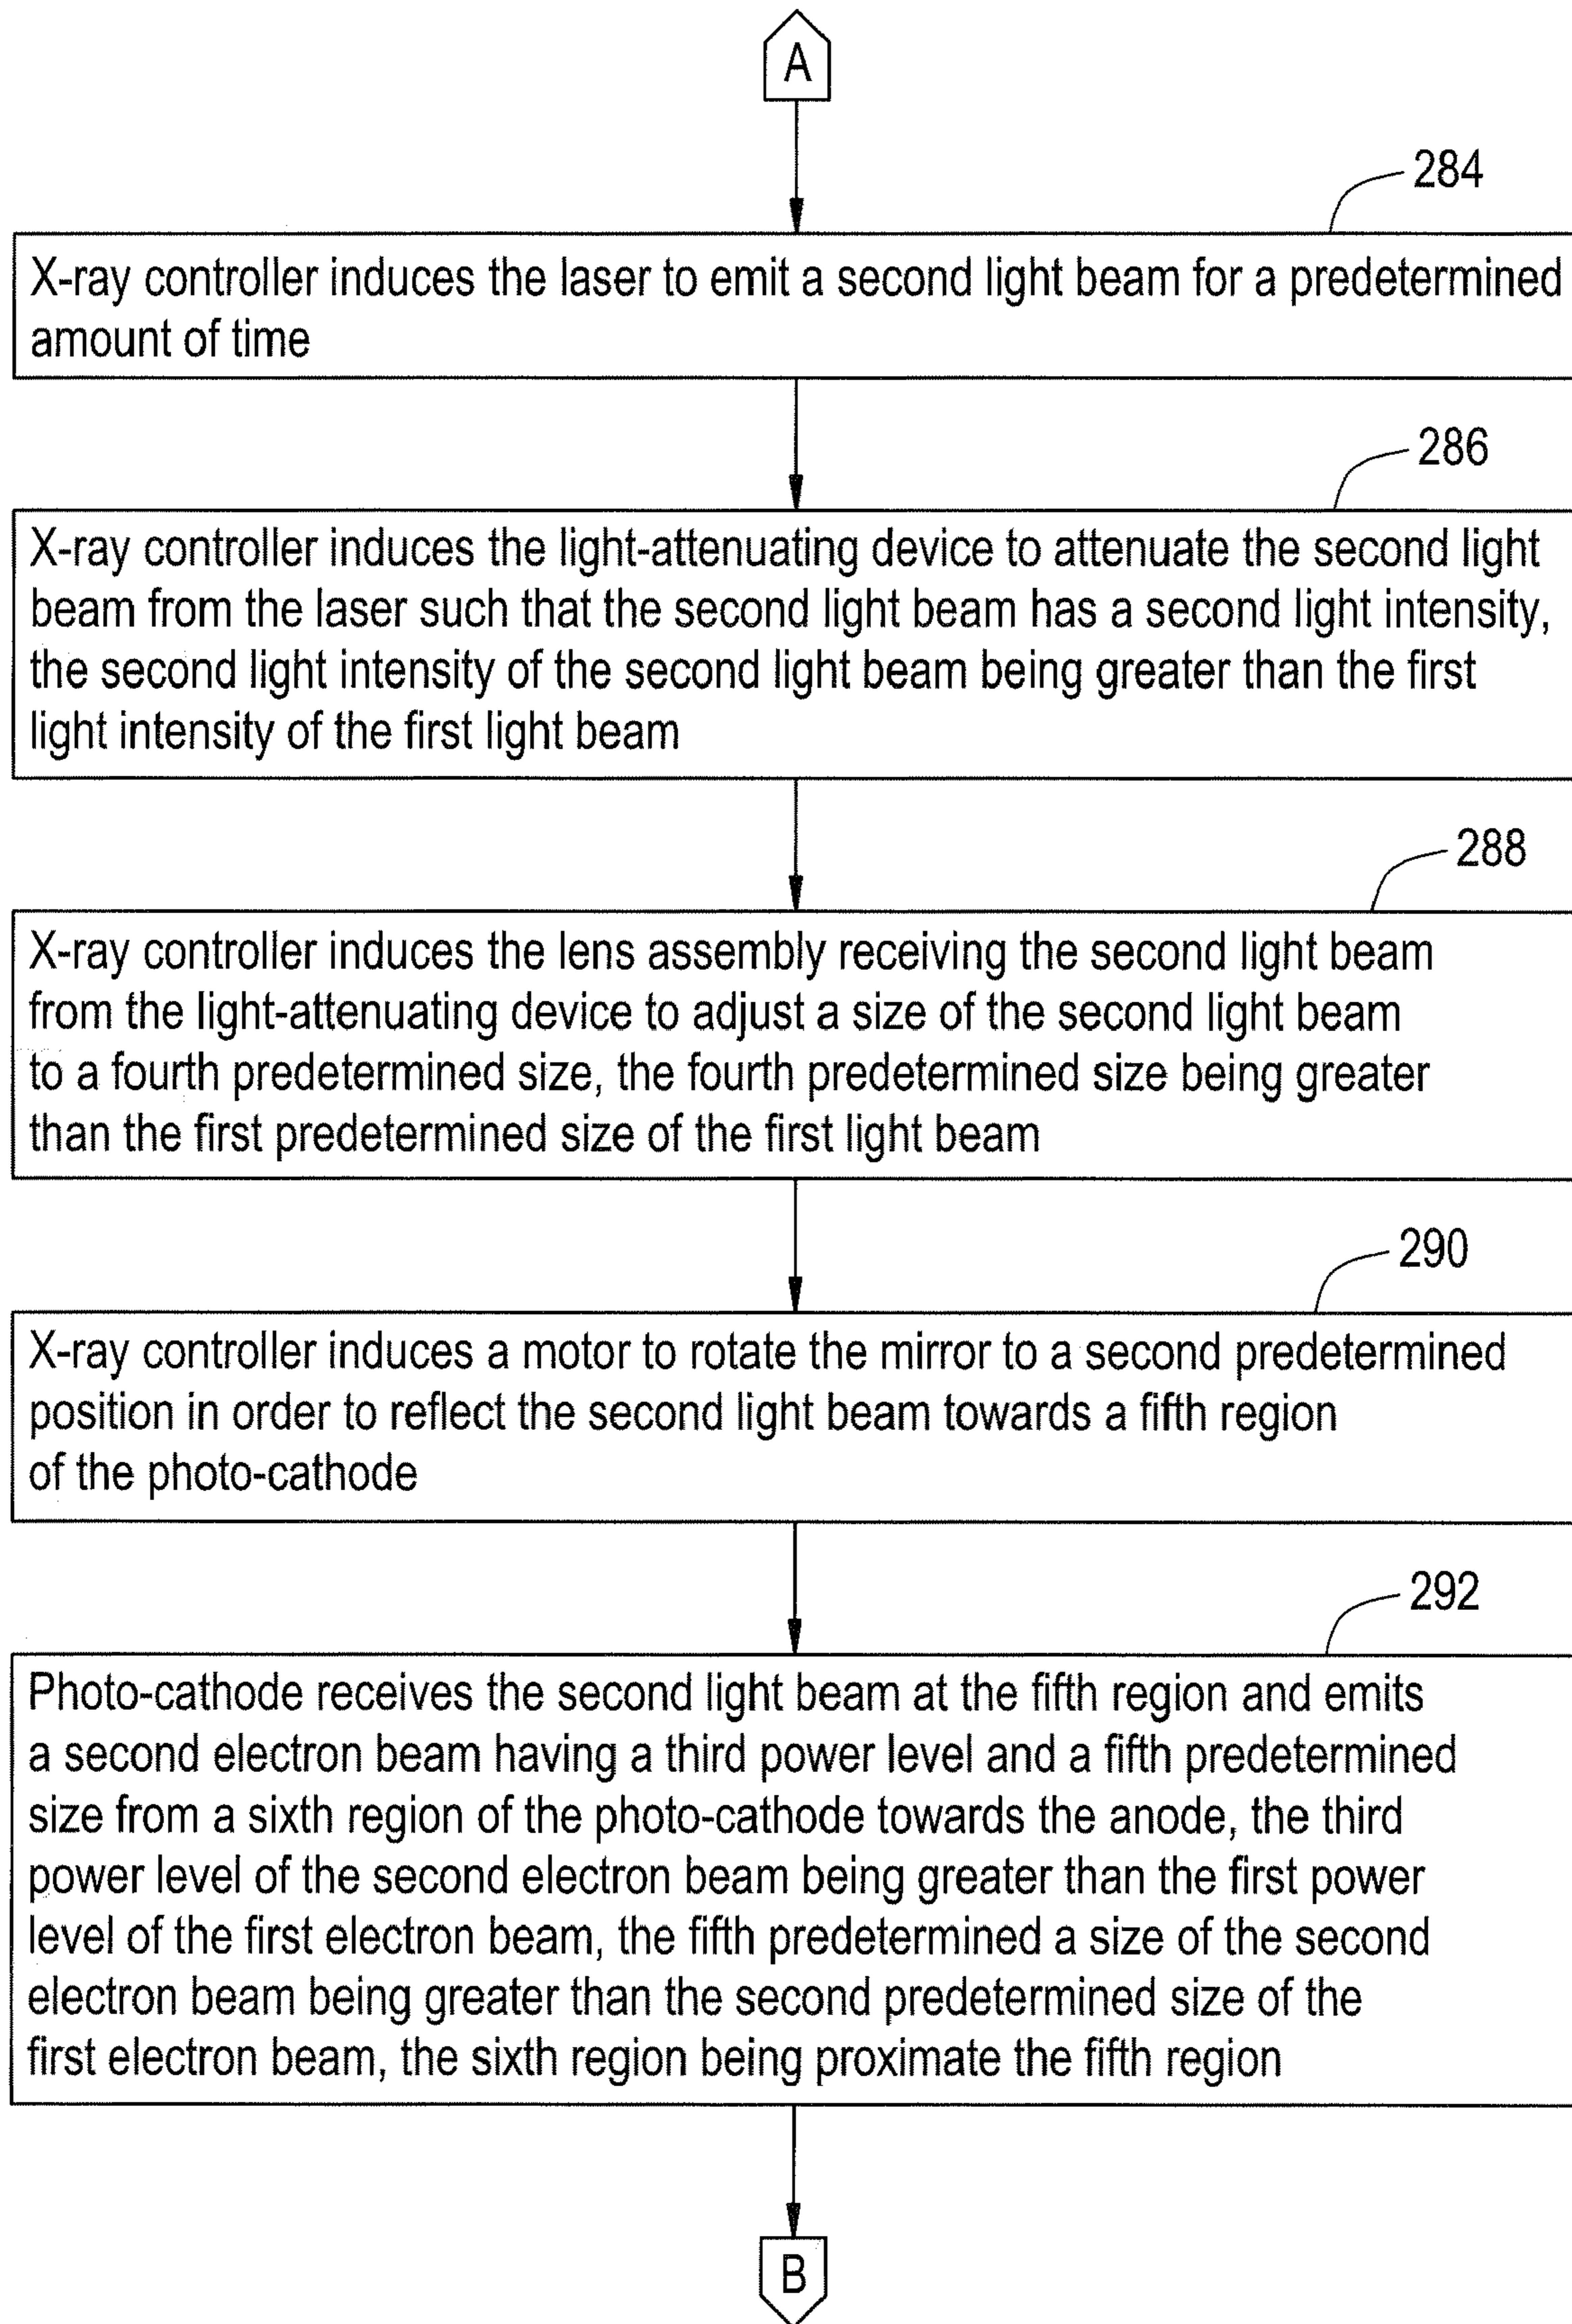 A
284
X-ray controller induces the laser to emit a second light beam for a predetermined
amount of time
286
X-ray controller induces the light-attenuating device to attenuate the second light
beam from the laser such that the second light beam has a second light intensity,
the second light intensity of the second light beam being greater than the first
light intensity of the first light beam
288
X-ray controller induces the lens assembly receiving the second light beam
from the light-attenuating device to adjust a size of the second light beam
to a fourth predetermined size, the fourth predetermined size being greater
than the first predetermined size of the first light beam
290
X-ray controller induces a motor to rotate the mirror to a second predetermined
position in order to reflect the second light beam towards a fifth region
of the photo-cathode
292
Photo-cathode receives the second light beam at the fifth region and emits
a second electron beam having a third power level and a fifth predetermined
size from a sixth region of the photo-cathode towards the anode, the third
power level of the second electron beam being greater than the first power
level of the first electron beam, the fifth predetermined a size of the second
electron beam being greater than the second predetermined size of the
first electron beam, the sixth region being proximate the fifth region
B